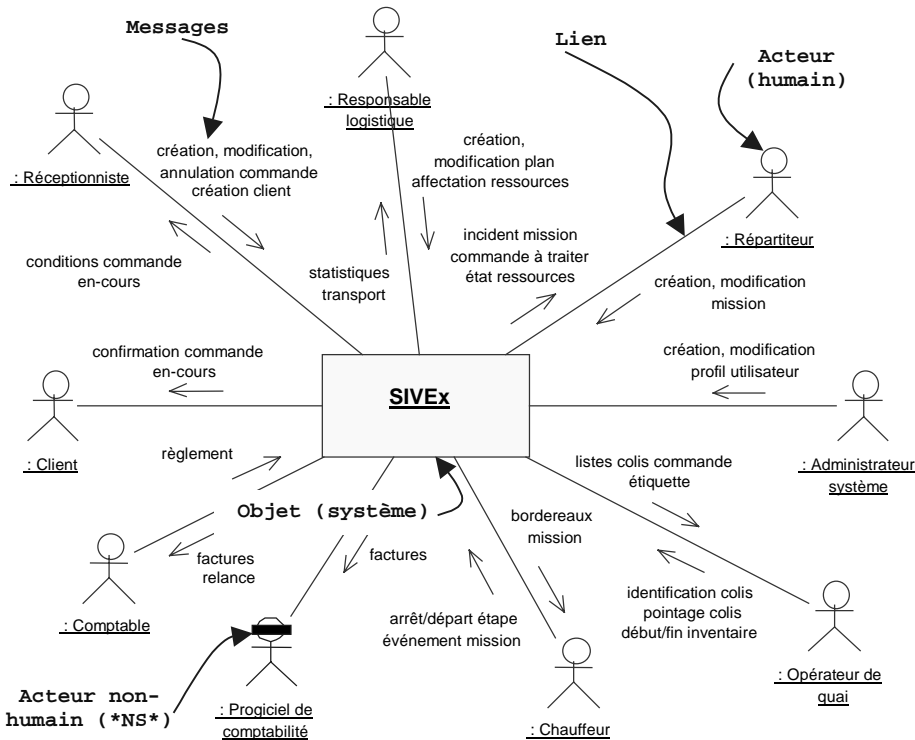 Messages
Lien
Acteur
(humain)
: Responsable
logistique
: Réceptionniste
création, modification,
annulation commande
création client
création,
modification plan
affectation ressources
: Répartiteur
conditions commande
en-cours
statistiques
transport
incident mission
commande à traiter
état ressources
création, modification
mission
confirmation commande
en-cours
SIVEx
création, modification
profil utilisateur
: Client
: Administrateur
système
règlement
listes colis commande
étiquette
Objet (système)
bordereaux
mission
factures
relance
factures
: Comptable
arrêt/départ étape
événement mission
identification colis
pointage colis
début/fin inventaire
Acteur non-
humain (*NS*)
: Progiciel de
comptabilité
: Chauffeur
: Opérateur de
quai